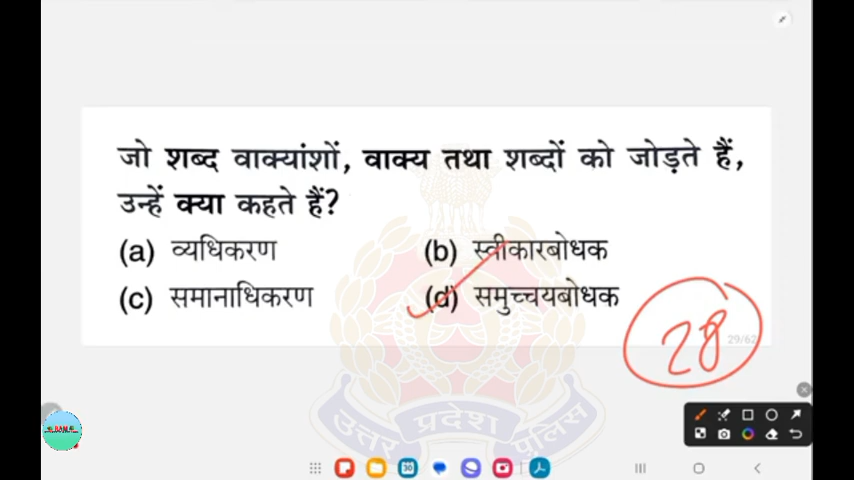 जो शब्द वाक्यांशों, वाक्य तथा शब्दों को जोड़ते हैं,
उन्हें क्या कहते हैं?
(a) व्यधिकरण (b) स्वीकारबोधक
(c) समानाधिकरण (d) समुच्चयबोधक
28
29/62
उत्तर प्रदेश पुलिस
30